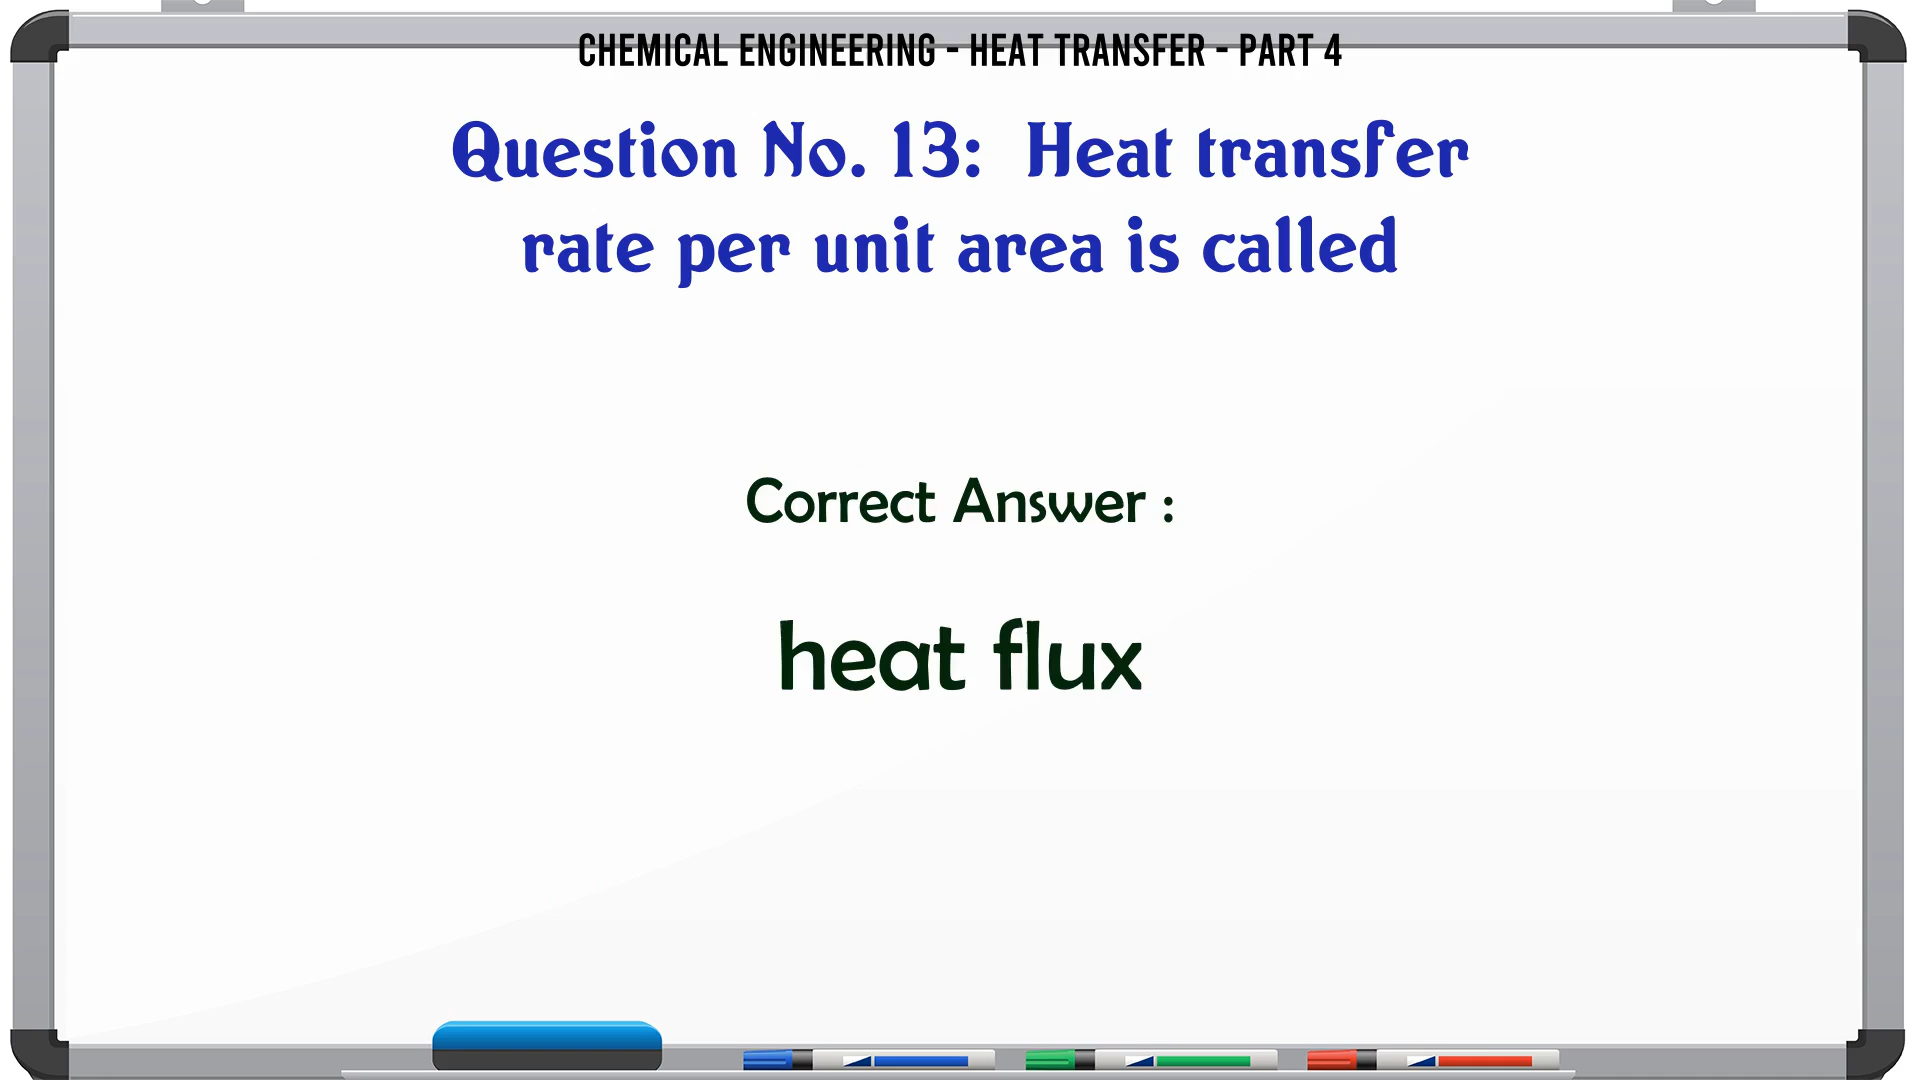 CHEMICAL ENGINEERING - HEAT TRANSFER - PART 4
Question No. 13: Heat transfer
rate per unit area is called
Correct Answer :
heat flux